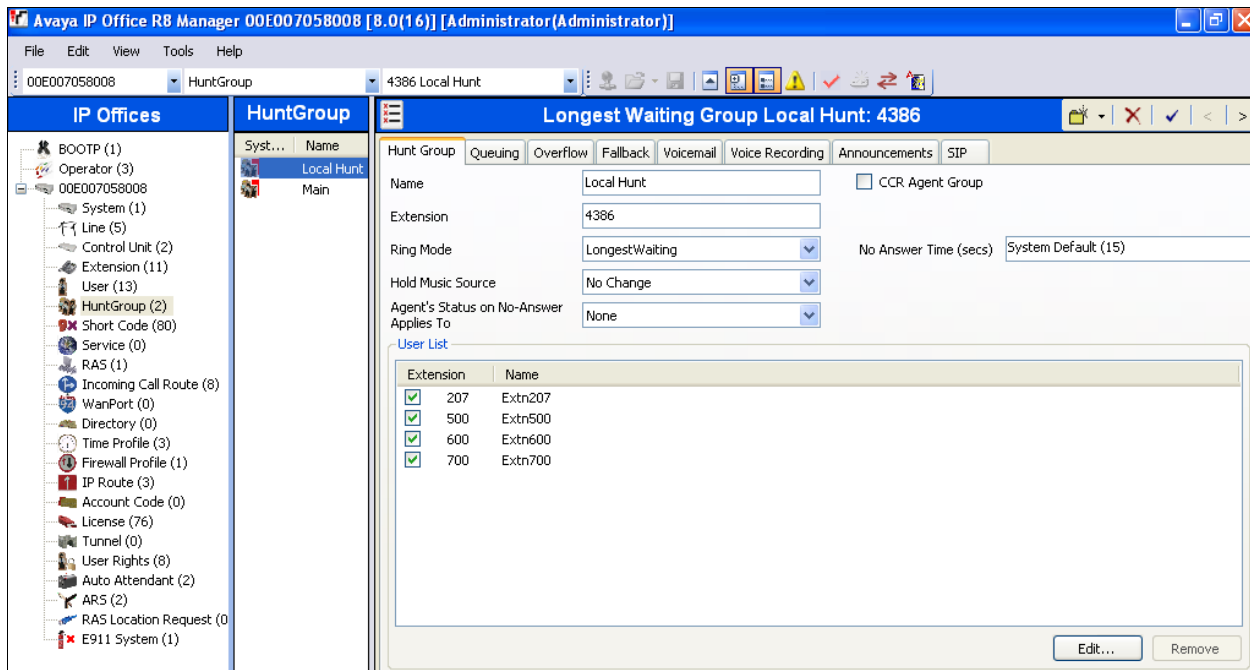 Avaya IP Office R8 Manager 00E007058008 [8.0(16)] [Administrator(Administrator)]
File Edit View Tools Help
00E007058008 HuntGroup 4386 Local Hunt
IP Offices
BOOTP (1)
Operator (3)
00E007058008
System (1)
Line (5)
Control Unit (2)
Extension (11)
User (13)
HuntGroup (2)
Short Code (80)
Service (0)
RAS (1)
Incoming Call Route (8)
WanPort (0)
Directory (0)
Time Profile (3)
Firewall Profile (1)
IP Route (3)
Account Code (0)
License (76)
Tunnel (0)
User Rights (8)
Auto Attendant (2)
ARS (2)
RAS Location Request (0
E911 System (1)
HuntGroup
Syst... Name
Local Hunt
Main
Longest Waiting Group Local Hunt: 4386
Hunt Group Queuing Overflow Fallback Voicemail Voice Recording Announcements SIP
Name Local Hunt CCR Agent Group
Extension 4386
Ring Mode LongestWaiting No Answer Time (secs) System Default (15)
Hold Music Source No Change
Agent's Status on No-Answer
Applies To None
User List
Extension Name
207 Extn207
500 Extn500
600 Extn600
700 Extn700
Edit... Remove